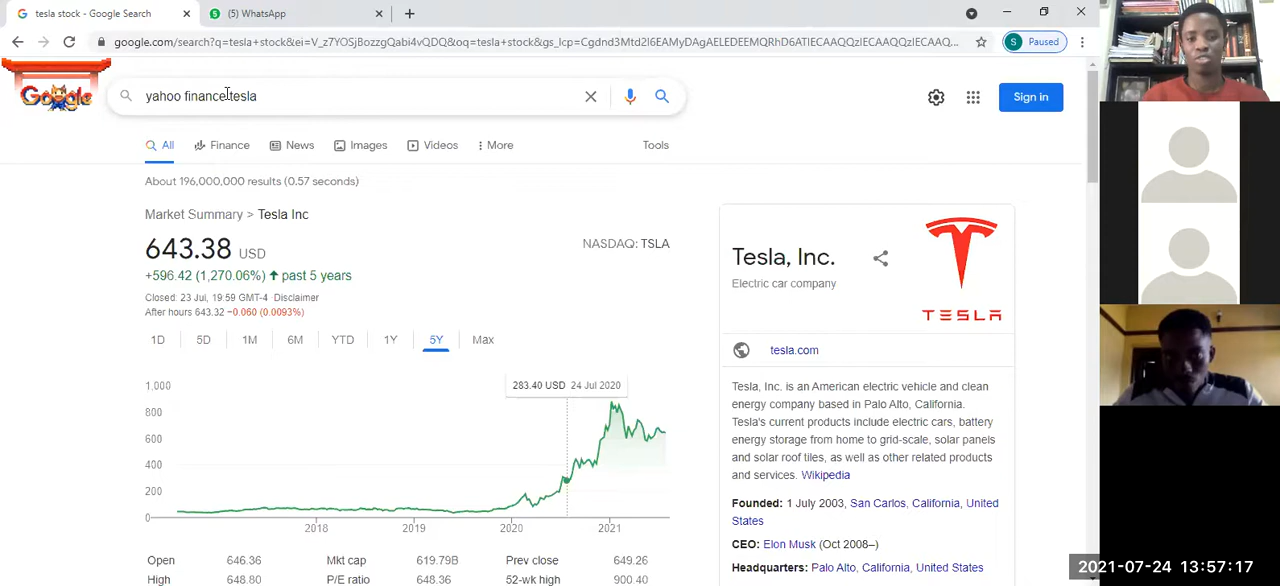 tesla stock - Google Search
(5) WhatsApp
google.com/search?q=tesla+stock&ei=V_z7YOSjBozzgQabi4vQDQ&oq=tesla+stock&gs_lcp=Cgdnd3Mtd2l6EAMyDAgAELEDEEMQRhD6ATIECAAQQzIECAAQQzIECAAQ...
S Paused
Google
yahoo finance tesla
Sign in
All
Finance
News
Images
Videos
More
Tools
About 196,000,000 results (0.57 seconds)
Market Summary > Tesla Inc
643.38 USD
NASDAQ: TSLA
+596.42 (1,270.06%) past 5 years
Closed: 23 Jul, 19:59 GMT-4 Disclaimer
After hours 643.32 −0.060 (0.0093%)
1D
5D
1M
6M
YTD
1Y
5Y
Max
283.40 USD 24 Jul 2020
1,000
800
600
400
200
0
2018
2019
2020
2021
Open 646.36
Mkt cap 619.79B
Prev close 649.26
High 648.80
P/E ratio 648.36
52-wk high 900.40
Tesla, Inc.
Electric car company
TESLA
tesla.com
Tesla, Inc. is an American electric vehicle and clean
energy company based in Palo Alto, California.
Tesla's current products include electric cars, battery
energy storage from home to grid-scale, solar panels
and solar roof tiles, as well as other related products
and services. Wikipedia
Founded: 1 July 2003, San Carlos, California, United
States
CEO: Elon Musk (Oct 2008–)
Headquarters: Palo Alto, California, United States
2021-07-24 13:57:17